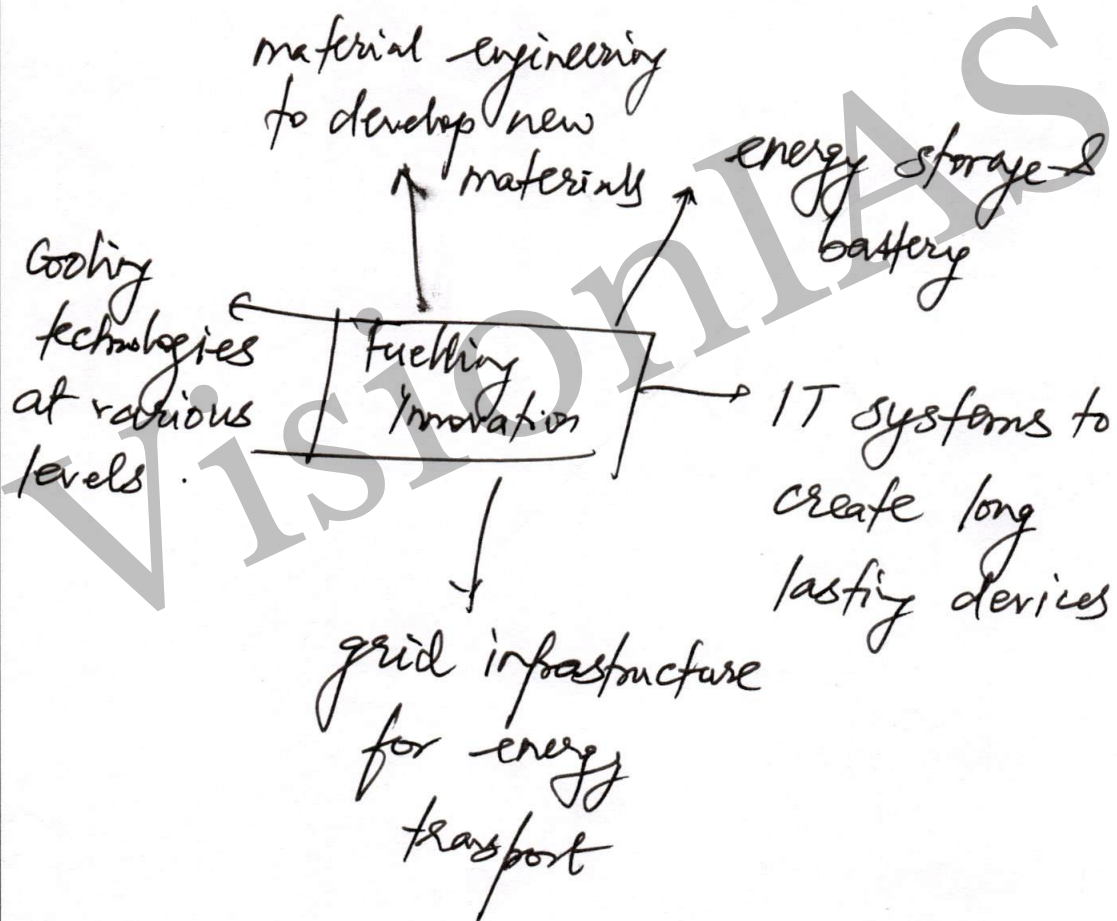 material engineering
to develop new
materials
energy storage &
battery
Cooling
technologies
at various
levels.
Fuelling
Innovation
IT systems to
create long
lasting devices
grid infrastructure
for energy
transport
VisionIAS